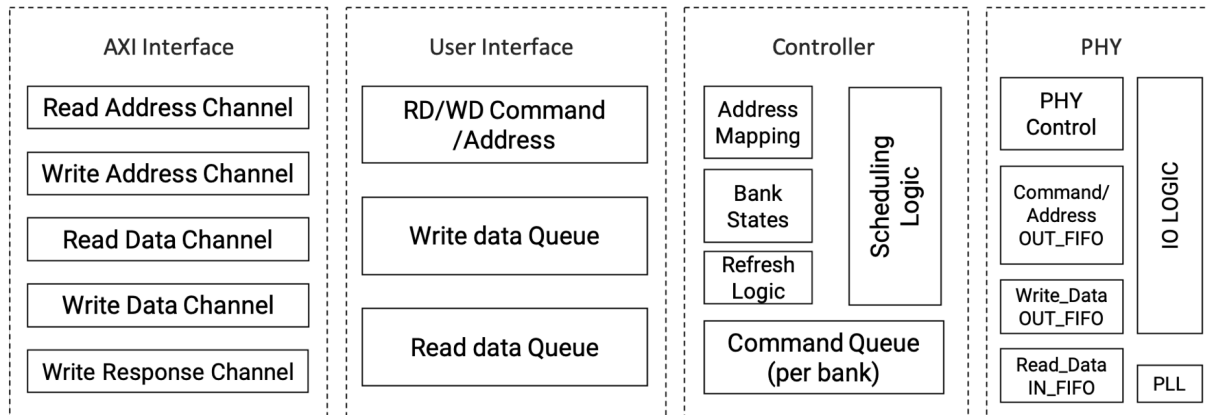 AXI Interface
Read Address Channel
Write Address Channel
Read Data Channel
Write Data Channel
Write Response Channel
User Interface
RD/WD Command
/Address
Write data Queue
Read data Queue
Controller
Address
Mapping
Bank
States
Refresh
Logic
Scheduling
Logic
Command Queue
(per bank)
PHY
PHY
Control
Command/
Address
OUT_FIFO
Write_Data
OUT_FIFO
Read_Data
IN_FIFO
IO LOGIC
PLL